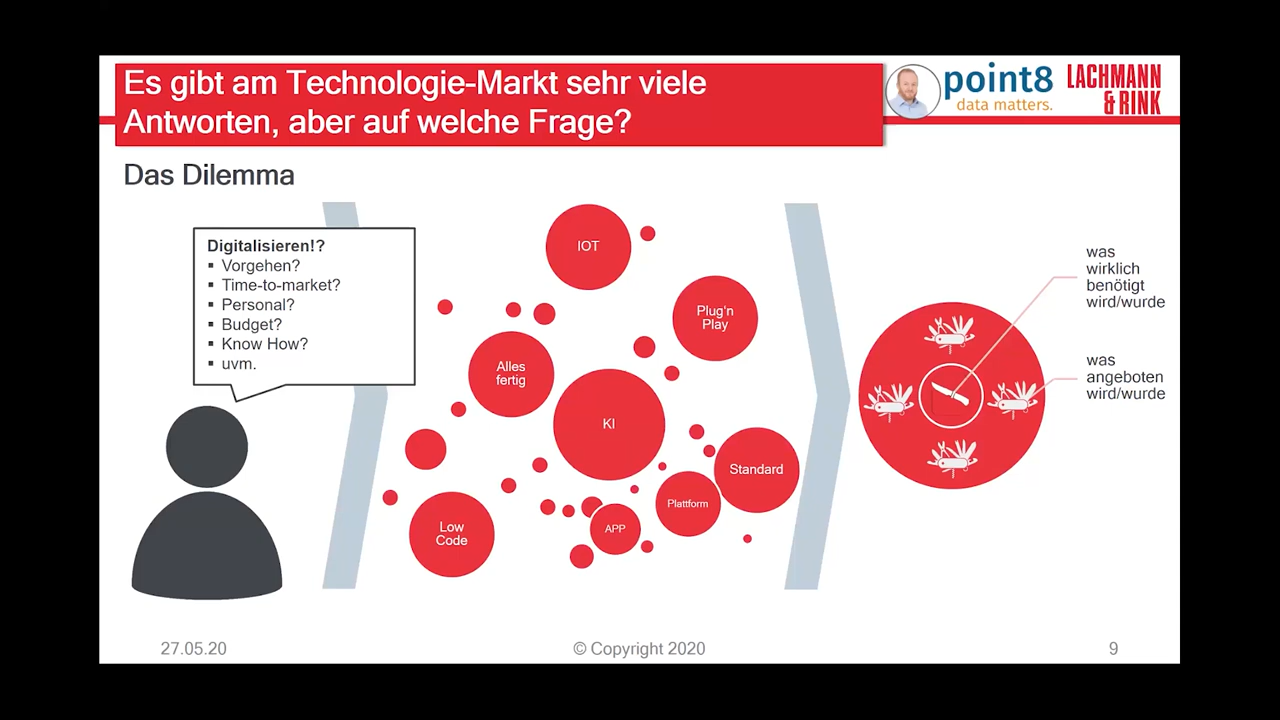 Es gibt am Technologie-Markt sehr viele
Antworten, aber auf welche Frage?
point8
data matters.
LACHMANN
& RINK
Das Dilemma
Digitalisieren!?
▪ Vorgehen?
▪ Time-to-market?
▪ Personal?
▪ Budget?
▪ Know How?
▪ uvm.
IOT
Plug'n
Play
Alles
fertig
KI
Standard
Plattform
APP
Low
Code
was
wirklich
benötigt
wird/wurde
was
angeboten
wird/wurde
27.05.20
© Copyright 2020
9